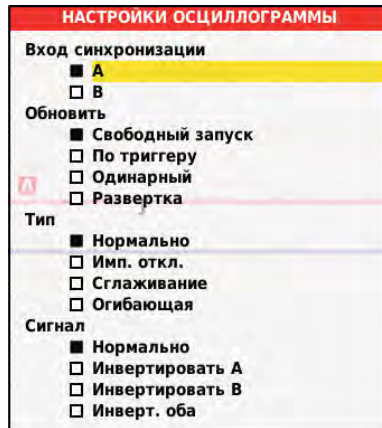 НАСТРОЙКИ ОСЦИЛЛОГРАММЫ
Вход синхронизации
A
B
Обновить
Свободный запуск
По триггеру
Одинарный
A
Развертка
Тип
Нормально
Имп. откл.
Сглаживание
Огибающая
Сигнал
Нормально
Инвертировать A
Инвертировать B
Инверт. оба